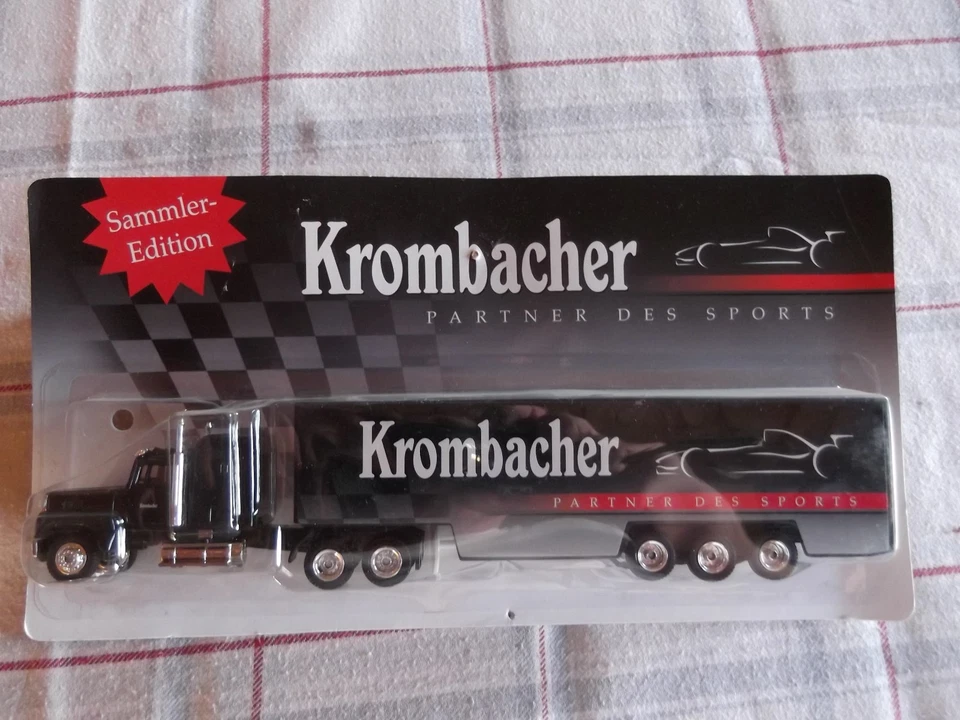 Sammler-
Edition
Krombacher
PARTNER DES SPORTS
Krombacher
PARTNER DES SPORTS